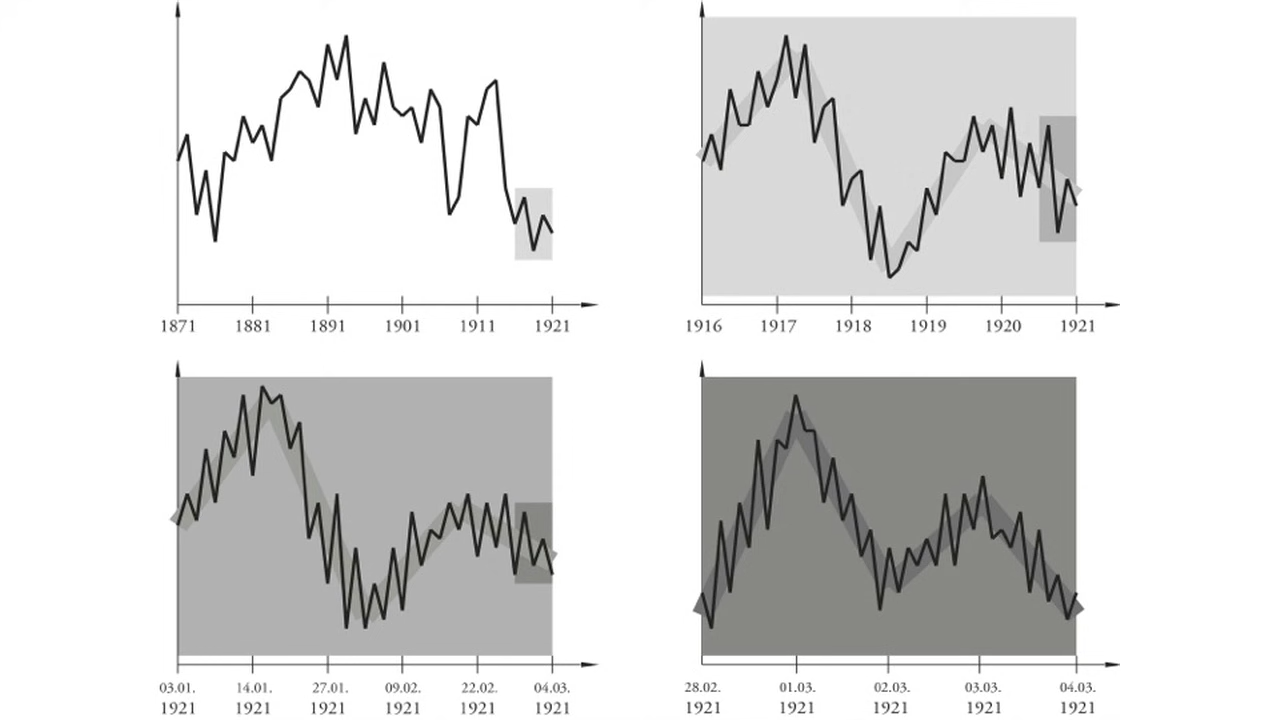 1871 1881 1891 1901 1911 1921
1916 1917 1918 1919 1920 1921
03.01. 14.01. 27.01. 09.02. 22.02. 04.03.
1921 1921 1921 1921 1921 1921
28.02. 01.03. 02.03. 03.03. 04.03.
1921 1921 1921 1921 1921